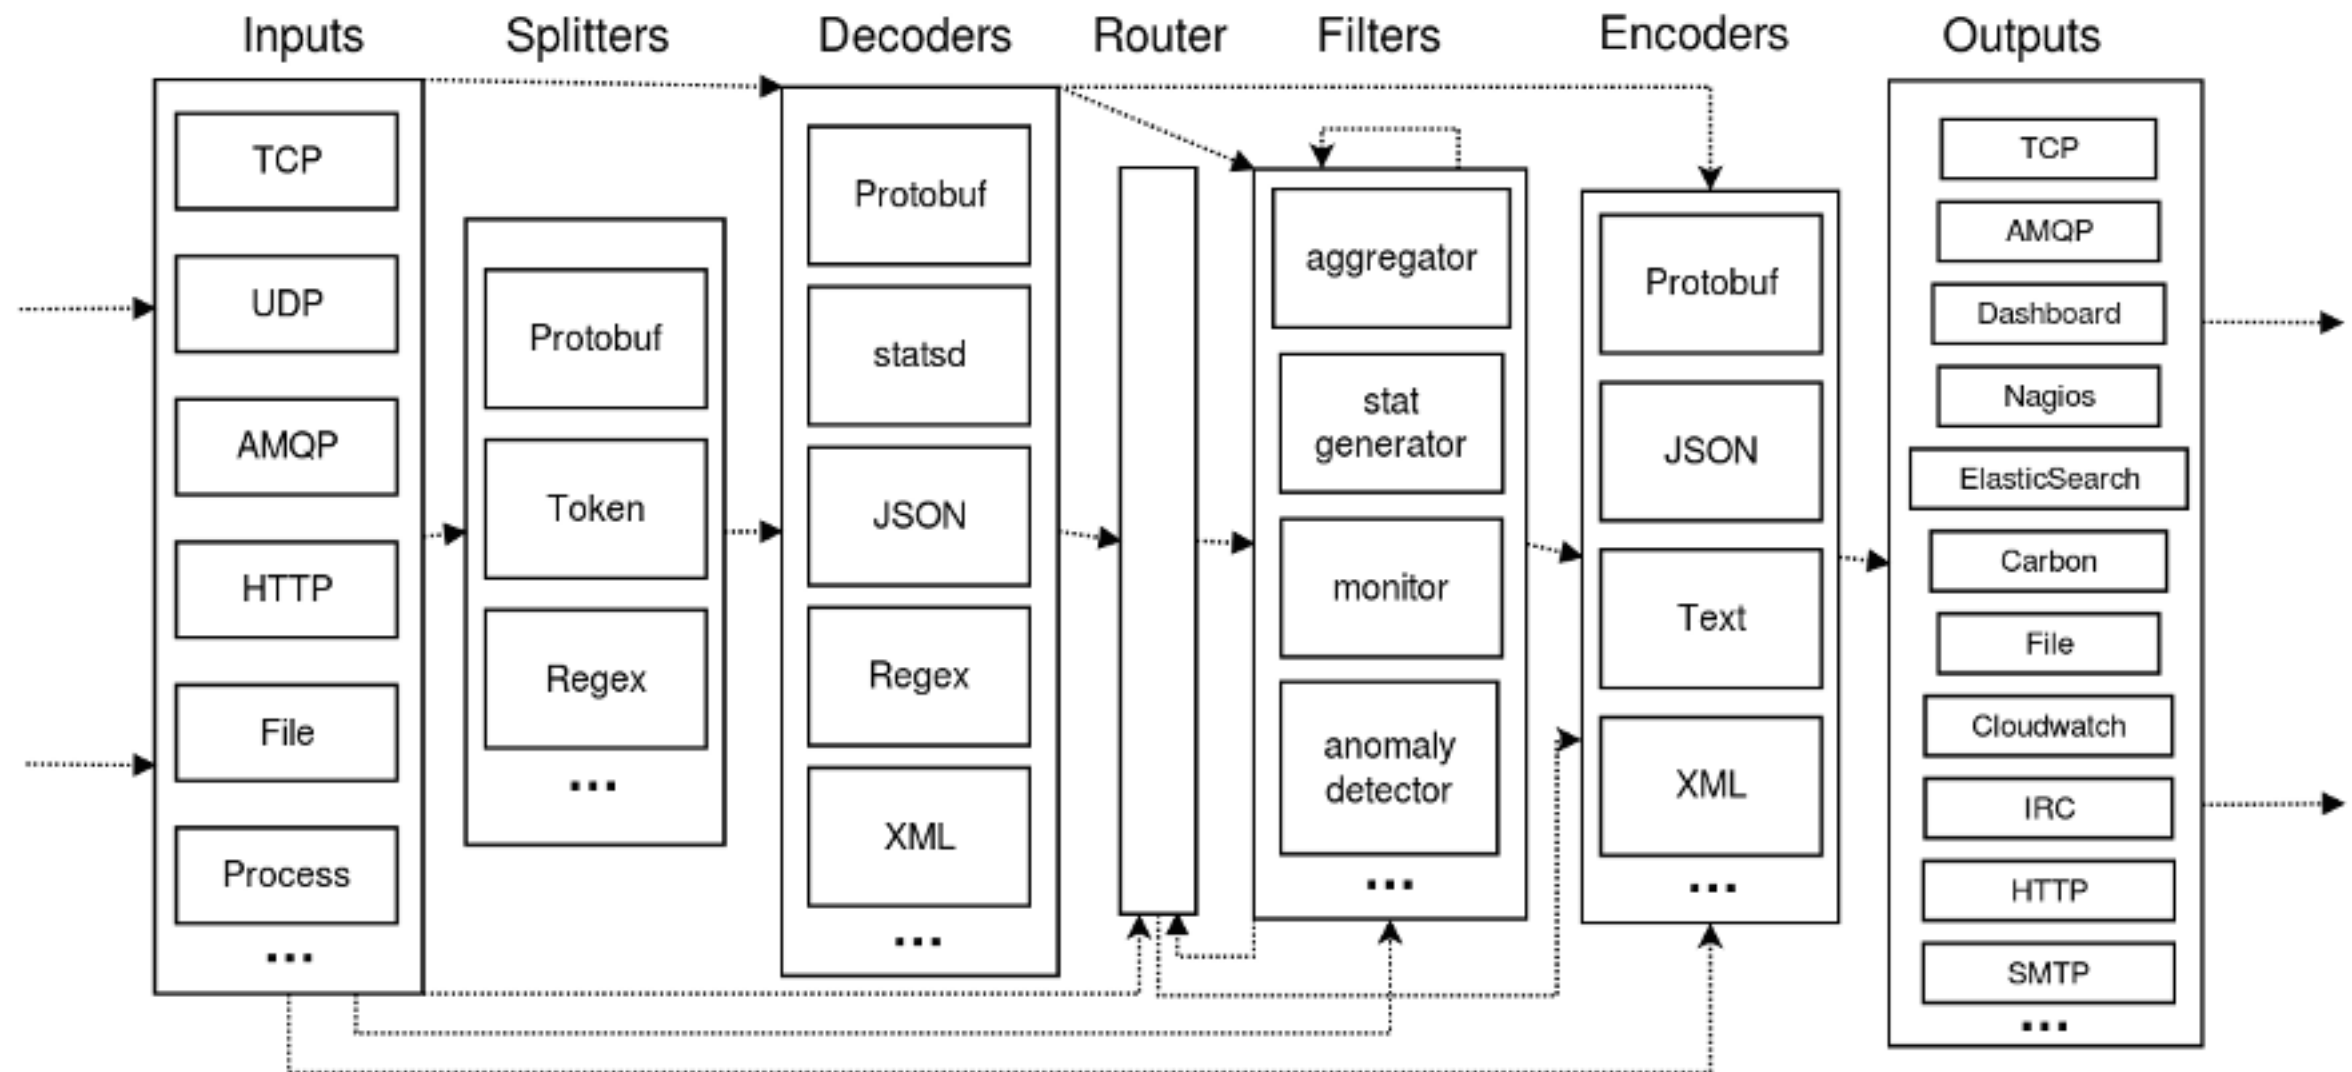 Inputs
Splitters
Decoders
Router
Filters
Encoders
Outputs
TCP
UDP
AMQP
HTTP
File
Process
...
Protobuf
Token
Regex
...
Protobuf
statsd
JSON
Regex
XML
...
aggregator
stat
generator
monitor
anomaly
detector
...
Protobuf
JSON
Text
XML
...
TCP
AMQP
Dashboard
Nagios
ElasticSearch
Carbon
File
Cloudwatch
IRC
HTTP
SMTP
...